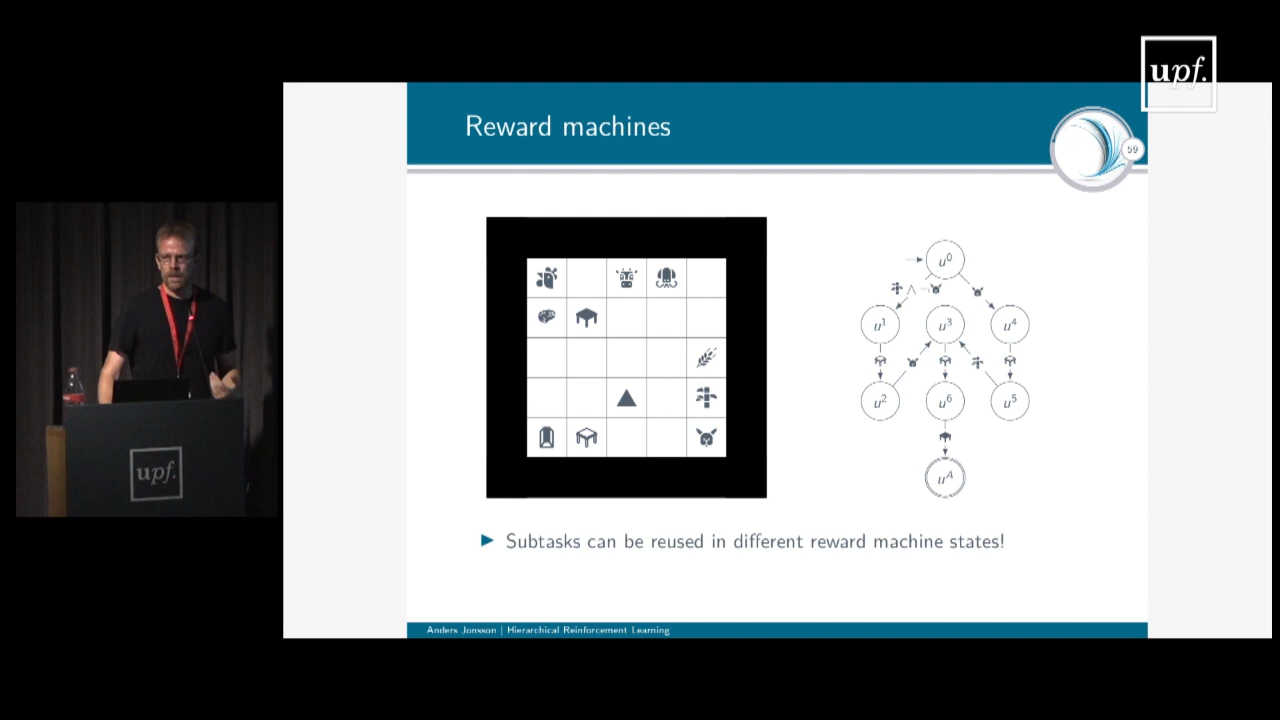 upf.
Reward machines
59
u⁰
∧ ¬
u¹
u³
u⁴
u²
u⁶
u⁵
uᴬ
upf.
▶ Subtasks can be reused in different reward machine states!
Anders Jonsson | Hierarchical Reinforcement Learning